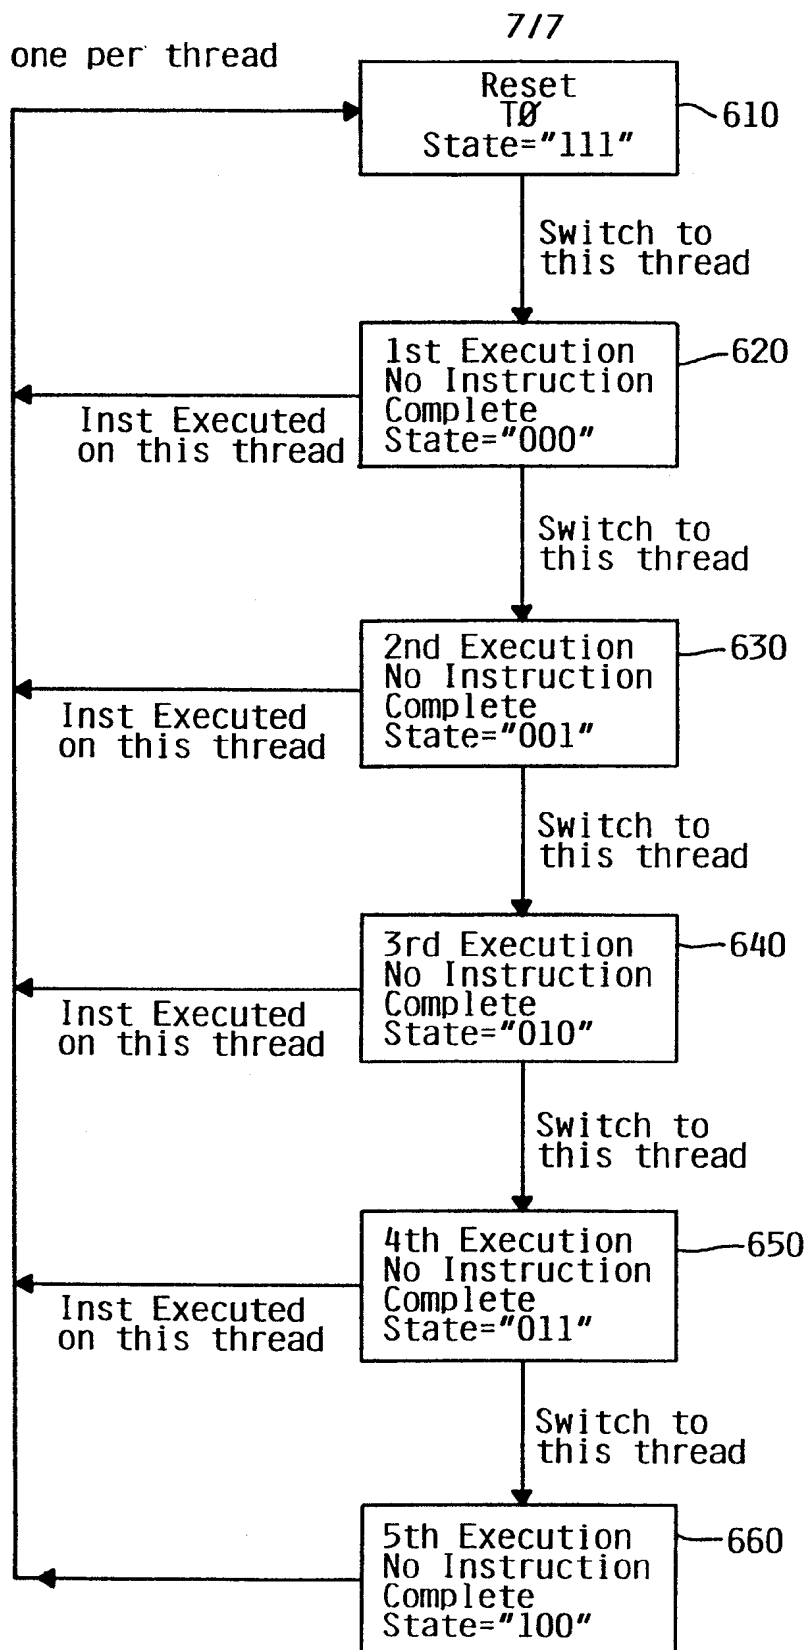 7/7
one per thread
Reset
TØ
State="111"
610
Switch to
this thread
1st Execution
No Instruction
Complete
State="000"
620
Inst Executed
on this thread
Switch to
this thread
2nd Execution
No Instruction
Complete
State="001"
630
Inst Executed
on this thread
Switch to
this thread
3rd Execution
No Instruction
Complete
State="010"
640
Inst Executed
on this thread
Switch to
this thread
4th Execution
No Instruction
Complete
State="011"
650
Inst Executed
on this thread
Switch to
this thread
5th Execution
No Instruction
Complete
State="100"
660